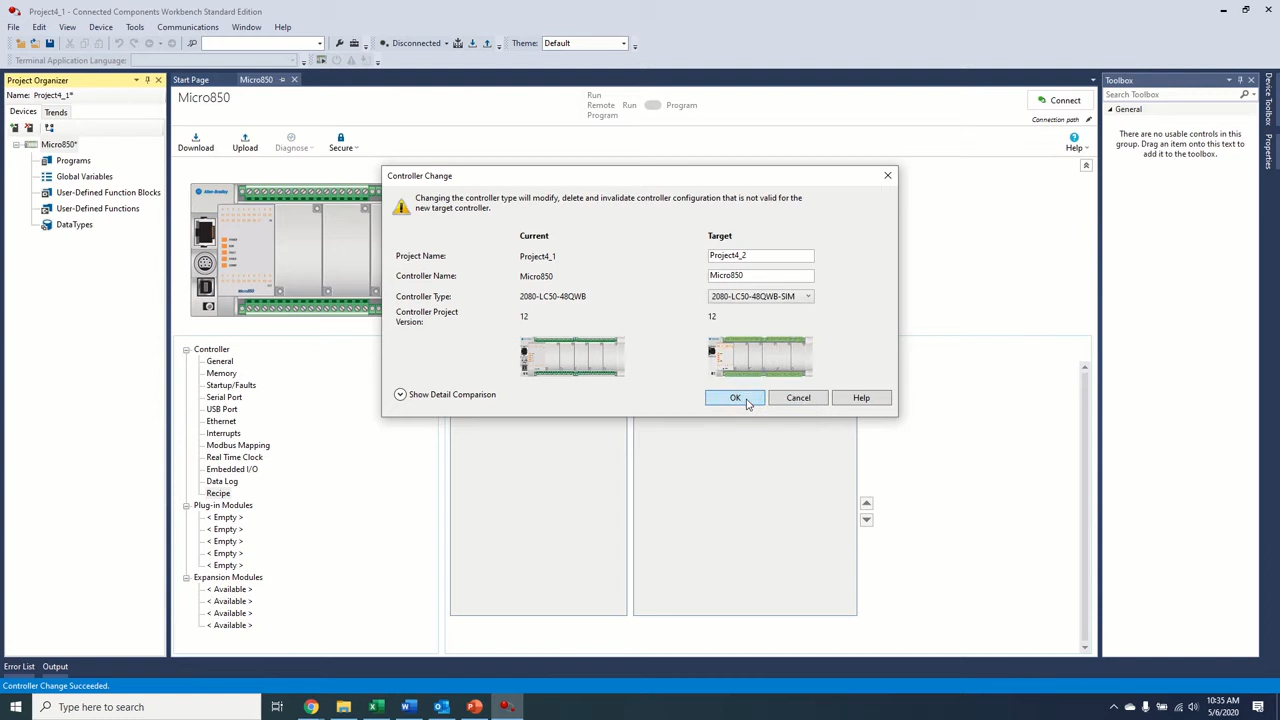 Project4_1 - Connected Components Workbench Standard Edition
File Edit View Device Tools Communications Window Help
Disconnected Theme: Default
Terminal Application Language:
Project Organizer
Name: Project4_1*
Devices Trends
Micro850*
Programs
Global Variables
User-Defined Function Blocks
User-Defined Functions
DataTypes
Start Page Micro850
Micro850
Run
Remote Run Program
Program
Connect
Connection path
Download Upload Diagnose Secure Help
Allen-Bradley
Controller
General
Memory
Startup/Faults
Serial Port
USB Port
Ethernet
Interrupts
Modbus Mapping
Real Time Clock
Embedded I/O
Data Log
Recipe
Plug-in Modules
< Empty >
< Empty >
< Empty >
< Empty >
< Empty >
Expansion Modules
< Available >
< Available >
< Available >
< Available >
Controller Change
Changing the controller type will modify, delete and invalidate controller configuration that is not valid for the
new target controller.
Current Target
Project Name: Project4_1 Project4_2
Controller Name: Micro850 Micro850
Controller Type: 2080-LC50-48QWB 2080-LC50-48QWB-SIM
Controller Project
Version: 12 12
Show Detail Comparison
OK Cancel Help
Toolbox
Search Toolbox
General
There are no usable controls in this
group. Drag an item onto this text to
add it to the toolbox.
Device Toolbox
Properties
Error List Output
Controller Change Succeeded.
Type here to search
10:35 AM
5/6/2020